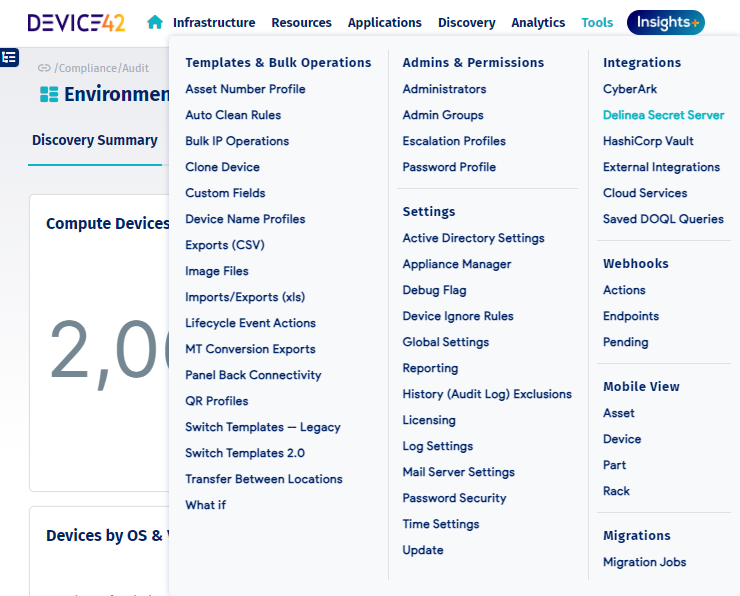 DEVICE42
Infrastructure
Resources
Applications
Discovery
Analytics
Tools
Insights+
/Compliance/Audit
Environmen
Discovery Summary
Compute Devices
2,0
Devices by OS &
Templates & Bulk Operations
Asset Number Profile
Auto Clean Rules
Bulk IP Operations
Clone Device
Custom Fields
Device Name Profiles
Exports (CSV)
Image Files
Imports/Exports (xls)
Lifecycle Event Actions
MT Conversion Exports
Panel Back Connectivity
QR Profiles
Switch Templates — Legacy
Switch Templates 2.0
Transfer Between Locations
What if
Admins & Permissions
Administrators
Admin Groups
Escalation Profiles
Password Profile
Settings
Active Directory Settings
Appliance Manager
Debug Flag
Device Ignore Rules
Global Settings
Reporting
History (Audit Log) Exclusions
Licensing
Log Settings
Mail Server Settings
Password Security
Time Settings
Update
Integrations
CyberArk
Delinea Secret Server
HashiCorp Vault
External Integrations
Cloud Services
Saved DOQL Queries
Webhooks
Actions
Endpoints
Pending
Mobile View
Asset
Device
Part
Rack
Migrations
Migration Jobs